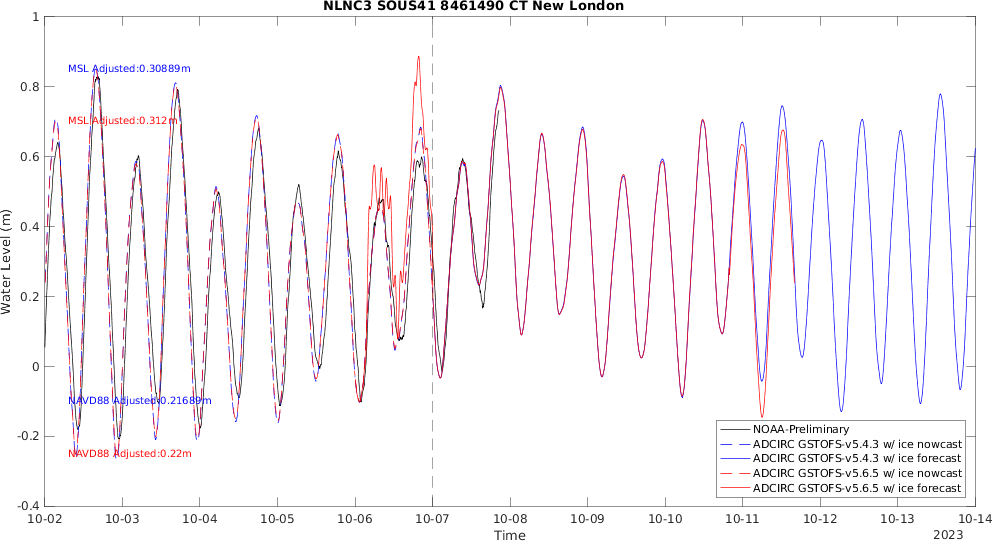 NLNC3 SOUS41 8461490 CT New London
1
MSL Adjusted:0.30889m
0.8
MSL Adjusted:0.312m
0.6
Water Level (m)
0.4
0.2
0
NAVD88 Adjusted:0.21689m
-0.2
NAVD88 Adjusted:0.22m
NOAA-Preliminary
ADCIRC GSTOFS-v5.4.3 w/ ice nowcast
ADCIRC GSTOFS-v5.4.3 w/ ice forecast
ADCIRC GSTOFS-v5.6.5 w/ ice nowcast
ADCIRC GSTOFS-v5.6.5 w/ ice forecast
-0.4
10-02 10-03 10-04 10-05 10-06 10-07 10-08 10-09 10-10 10-11 10-12 10-13 10-14
Time
2023